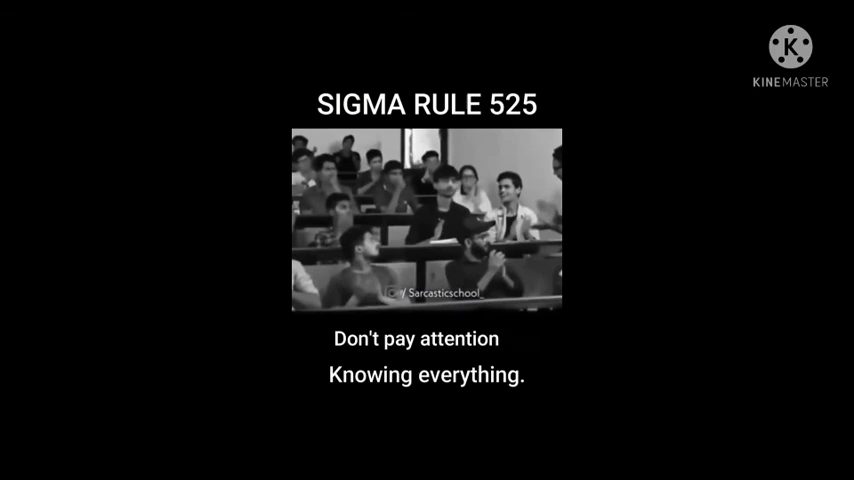 K
KINEMASTER
SIGMA RULE 525
/ Sarcasticschool_
Don't pay attention
Knowing everything.